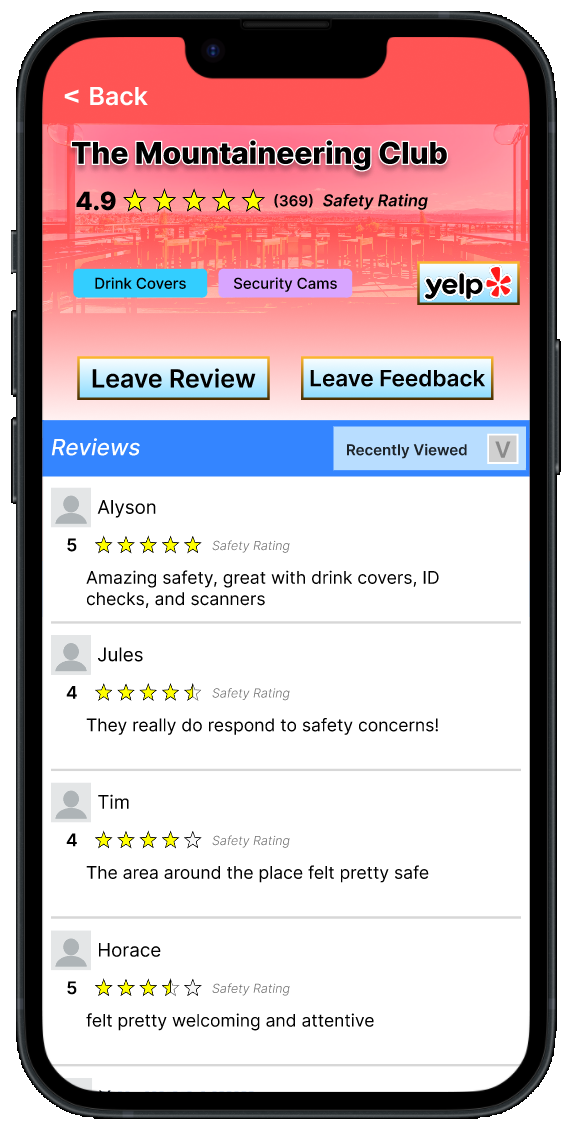 < Back
The Mountaineering Club
4.9 (369) Safety Rating
Drink Covers Security Cams yelp
Leave Review Leave Feedback
Reviews Recently Viewed V
Alyson
5 Safety Rating
Amazing safety, great with drink covers, ID
checks, and scanners
Jules
4 Safety Rating
They really do respond to safety concerns!
Tim
4 Safety Rating
The area around the place felt pretty safe
Horace
5 Safety Rating
felt pretty welcoming and attentive